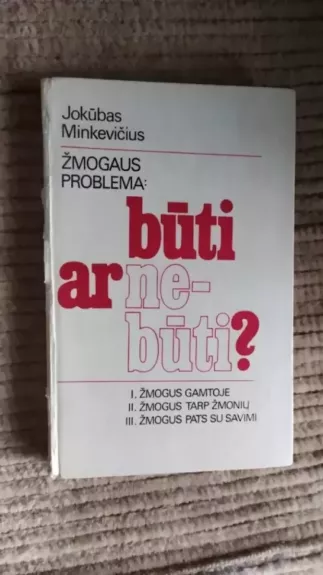 Jokūbas
Minkevičius
ŽMOGAUS
PROBLEMA:
būti
ar ne-
būti?
I. ŽMOGUS GAMTOJE
II. ŽMOGUS TARP ŽMONIŲ
III. ŽMOGUS PATS SU SAVIMI